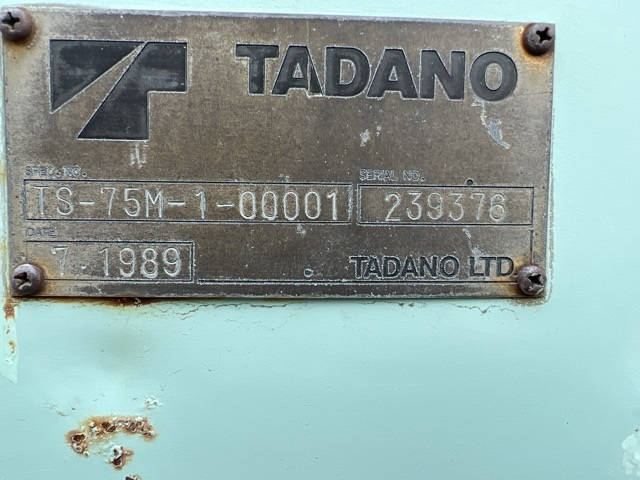 TADANO
SPEC. NO.
SERIAL NO.
TS-75M-1-00001
239376
DATE
7 1989
TADANO LTD.